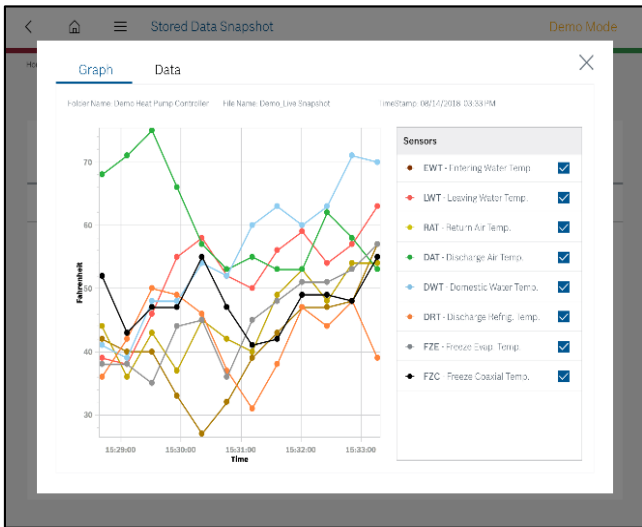 Stored Data Snapshot
Demo Mode
Graph Data
Folder Name: Demo Heat Pump Controller File Name: Demo_Live Snapshot TimeStamp: 08/14/2018 03:33 PM
Sensors
EWT - Entering Water Temp.
LWT - Leaving Water Temp.
RAT - Return Air Temp.
DAT - Discharge Air Temp.
DWT - Domestic Water Temp.
DRT - Discharge Refrig. Temp.
FZE - Freeze Evap. Temp.
FZC - Freeze Coaxial Temp.
Fahrenheit
70
60
50
40
30
15:29:00 15:30:00 15:31:00 15:32:00 15:33:00
Time